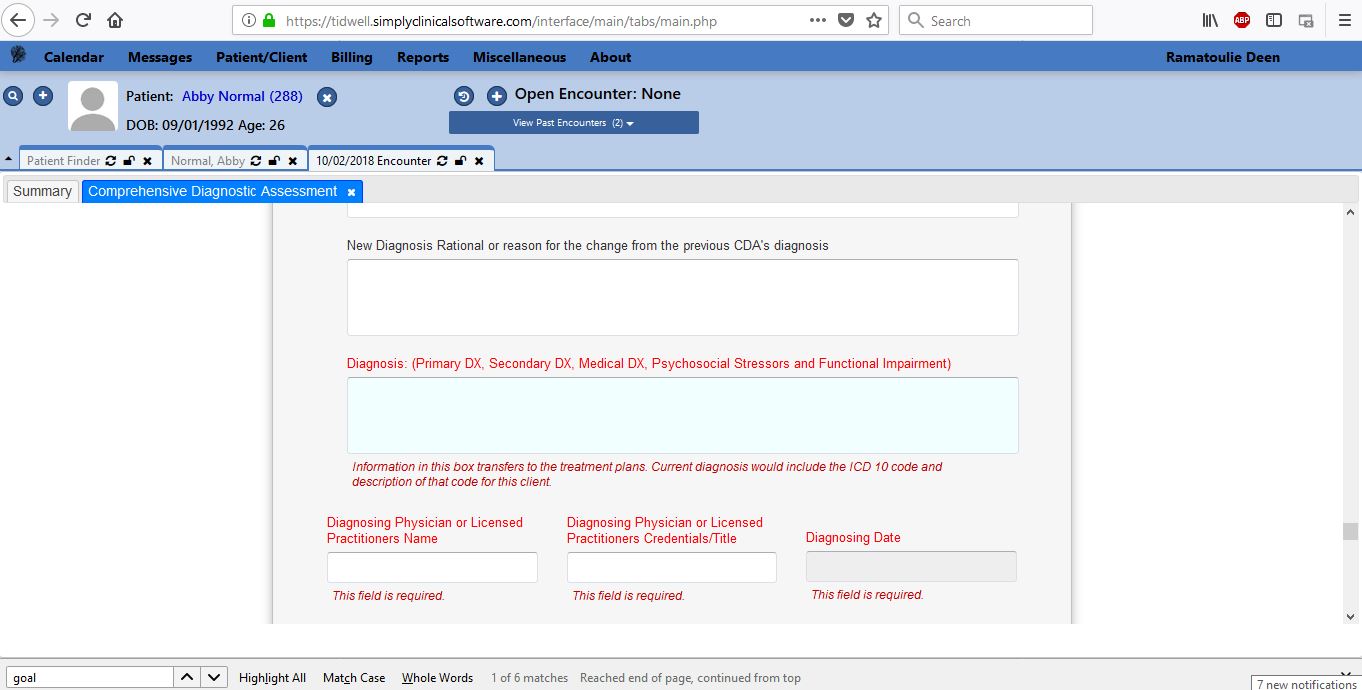 https://tidwell.simplyclinicalsoftware.com/interface/main/tabs/main.php
Search
ABP
Calendar Messages Patient/Client Billing Reports Miscellaneous About Ramatoulie Deen
Patient: Abby Normal (288)
Open Encounter: None
DOB: 09/01/1992 Age: 26
View Past Encounters (2)
Patient Finder Normal, Abby 10/02/2018 Encounter
Summary Comprehensive Diagnostic Assessment
New Diagnosis Rational or reason for the change from the previous CDA's diagnosis
Diagnosis: (Primary DX, Secondary DX, Medical DX, Psychosocial Stressors and Functional Impairment)
Information in this box transfers to the treatment plans. Current diagnosis would include the ICD 10 code and
description of that code for this client.
Diagnosing Physician or Licensed
Practitioners Name
Diagnosing Physician or Licensed
Practitioners Credentials/Title
Diagnosing Date
This field is required.
This field is required.
This field is required.
goal Highlight All Match Case Whole Words 1 of 6 matches Reached end of page, continued from top
7 new notifications